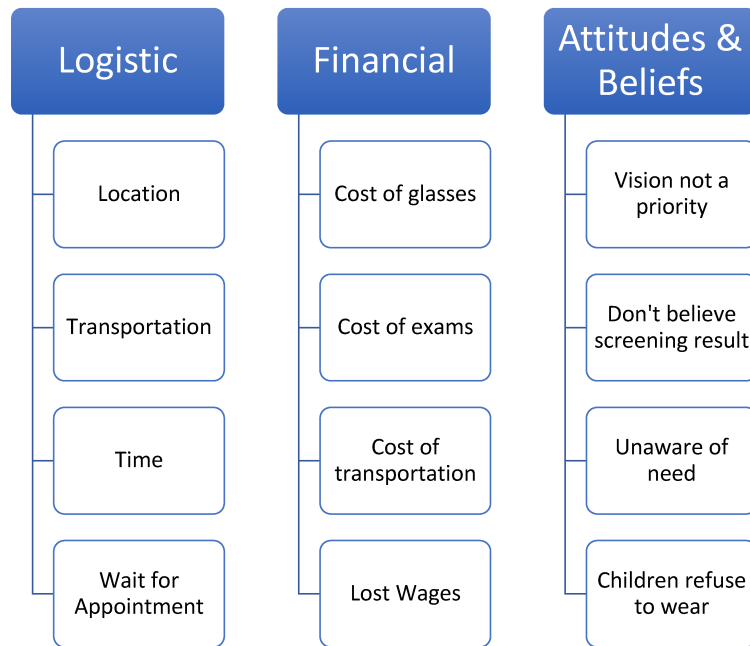 Logistic
Location
Transportation
Time
Wait for
Appointment
Financial
Cost of glasses
Cost of exams
Cost of
transportation
Lost Wages
Attitudes &
Beliefs
Vision not a
priority
Don't believe
screening result
Unaware of
need
Children refuse
to wear